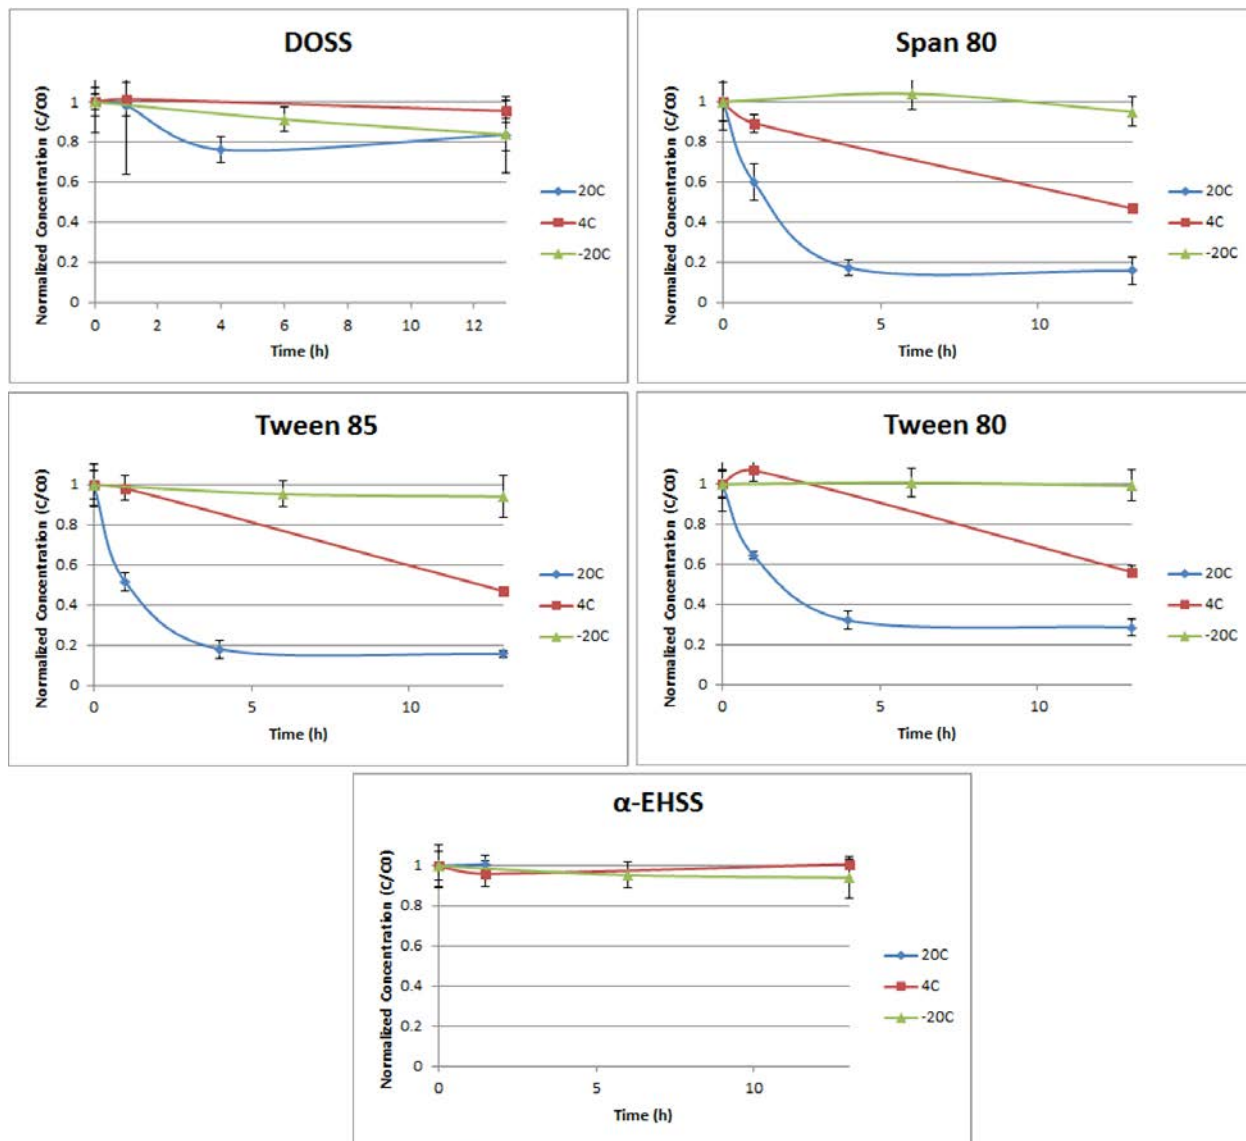 DOSS
Normalized Concentration (C/C0)
1
0.8
0.6
0.4
0.2
0
0 2 4 6 8 10 12
Time (h)
20C
4C
-20C
Span 80
Normalized Concentration (C/C0)
1
0.8
0.6
0.4
0.2
0
0 5 10
Time (h)
20C
4C
-20C
Tween 85
Normalized Concentration (C/C0)
1
0.8
0.6
0.4
0.2
0
0 5 10
Time (h)
20C
4C
-20C
Tween 80
Normalized Concentration (C/C0)
1
0.8
0.6
0.4
0.2
0
0 5 10
Time (h)
20C
4C
-20C
α-EHSS
Normalized Concentration (C/C0)
1
0.8
0.6
0.4
0.2
0
0 5 10
Time (h)
20C
4C
-20C